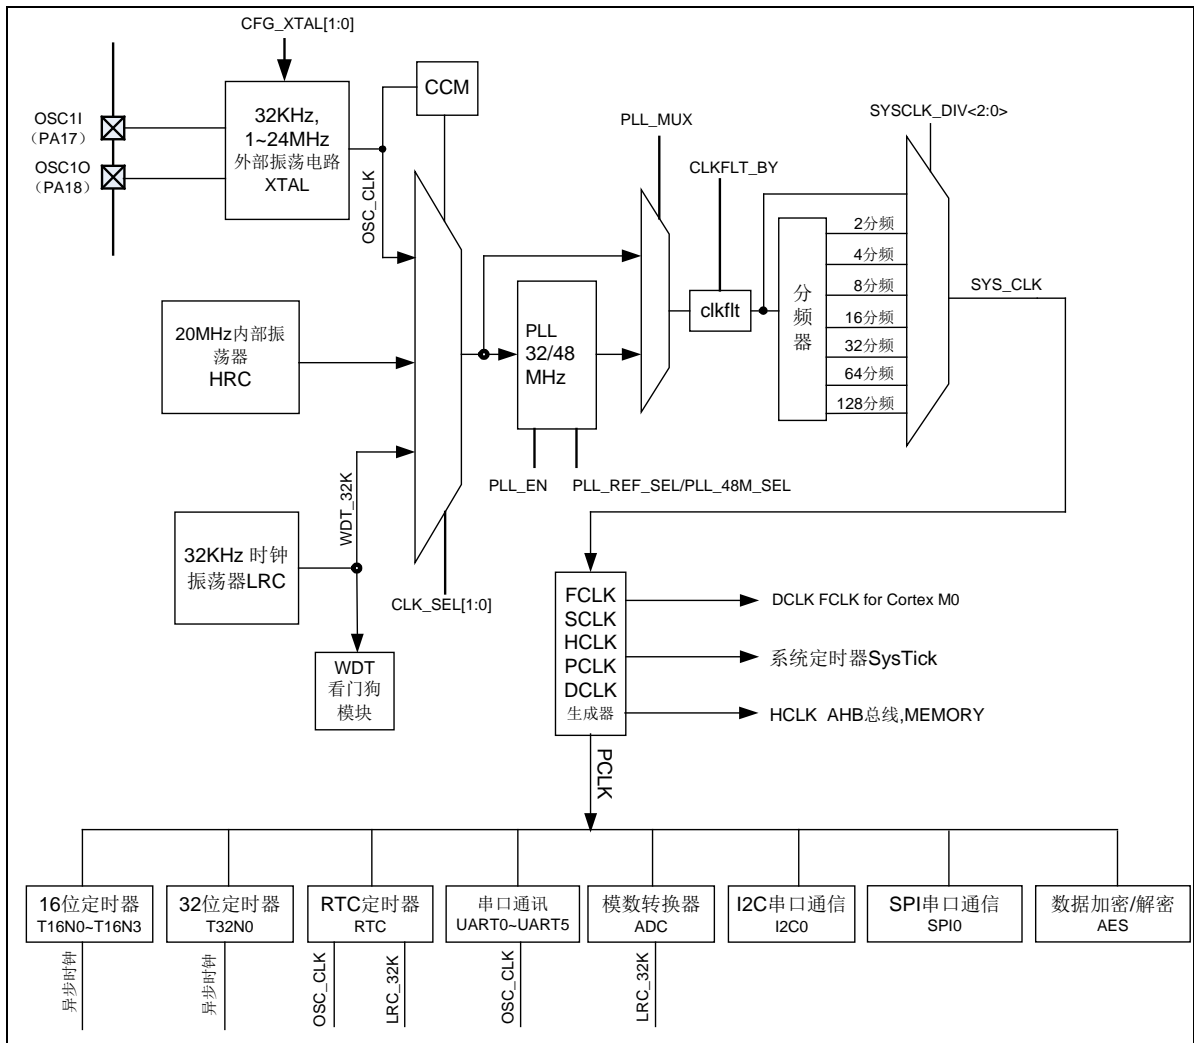 CFG_XTAL[1:0]
OSC1I
（PA17）
OSC1O
（PA18）
32KHz,
1~24MHz
外部振荡电路
XTAL
CCM
OSC_CLK
PLL_MUX
CLKFLT_BY
SYSCLK_DIV<2:0>
20MHz内部振
荡器
HRC
PLL
32/48
MHz
clkflt
分
频
器
2分频
4分频
8分频
16分频
32分频
64分频
128分频
SYS_CLK
PLL_EN
PLL_REF_SEL/PLL_48M_SEL
WDT_32K
32KHz 时钟
振荡器LRC
CLK_SEL[1:0]
WDT
看门狗
模块
FCLK
SCLK
HCLK
PCLK
DCLK
生成器
DCLK FCLK for Cortex M0
系统定时器SysTick
HCLK AHB总线,MEMORY
PCLK
16位定时器
T16N0~T16N3
32位定时器
T32N0
RTC定时器
RTC
串口通讯
UART0~UART5
模数转换器
ADC
I2C串口通信
I2C0
SPI串口通信
SPI0
数据加密/解密
AES
异步时钟
异步时钟
OSC_CLK
LRC_32K
OSC_CLK
LRC_32K